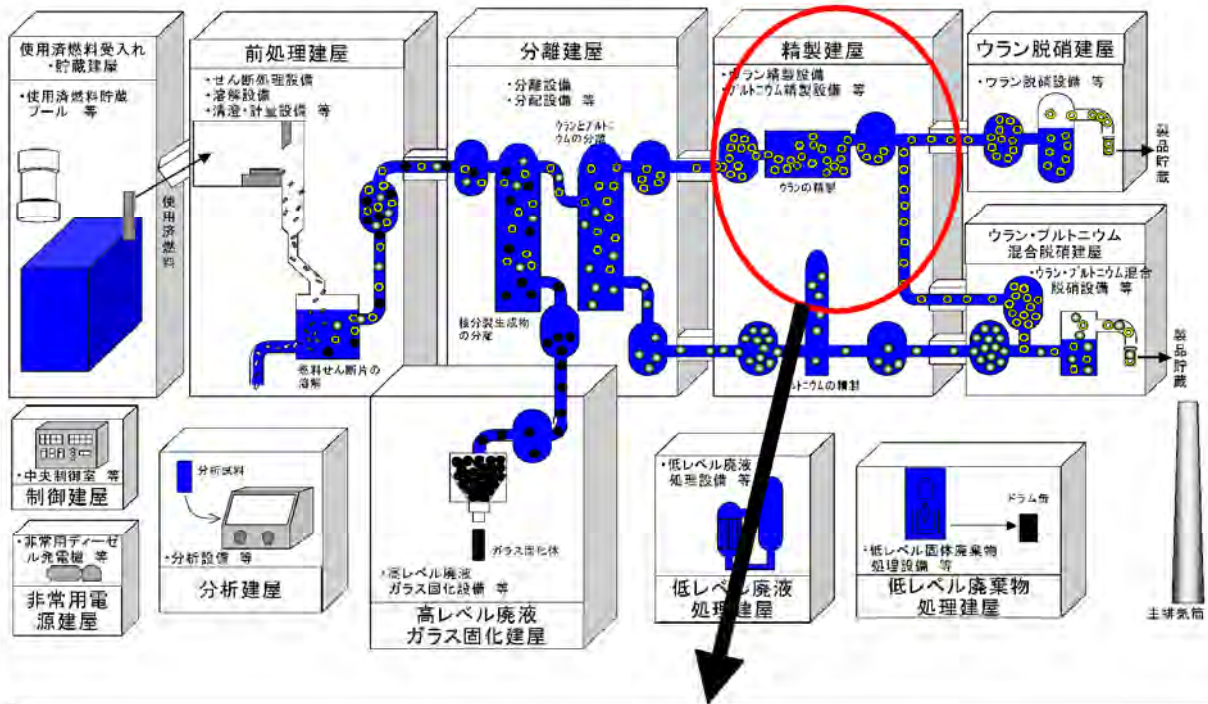 使用済燃料受入れ
・貯蔵建屋
・使用済燃料貯蔵
プール 等
使用済燃料
前処理建屋
・せん断処理設備
・溶解設備
・清澄・計量設備 等
燃料せん断片の
溶解
分離建屋
・分離設備
・分配設備 等
ウランとプルトニ
ウムの分離
核分裂生成物
の分離
精製建屋
・ウラン精製設備
・プルトニウム精製設備 等
ウランの精製
ルトニウムの精製
ウラン脱硝建屋
・ウラン脱硝設備 等
製品貯蔵
ウラン・プルトニウム
混合脱硝建屋
・ウラン・プルトニウム混合
脱硝設備 等
製品貯蔵
・中央制御室 等
制御建屋
・非常用ディーゼ
ル発電機 等
非常用電
源建屋
分析試料
・分析設備 等
分析建屋
ガラス固化体
・高レベル廃液
ガラス固化設備 等
高レベル廃液
ガラス固化建屋
・低レベル廃液
処理設備 等
低レベル廃液
処理建屋
ドラム缶
・低レベル固体廃棄物
処理設備 等
低レベル廃棄物
処理建屋
主排気筒